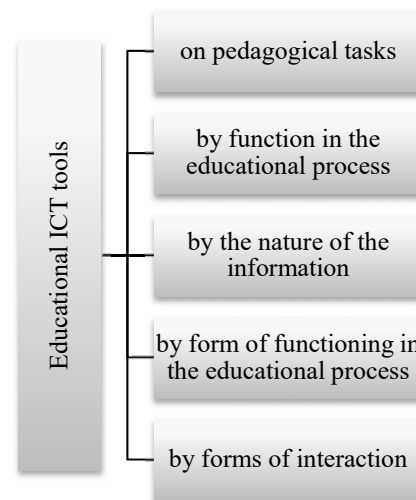 Educational ICT tools
on pedagogical tasks
by function in the
educational process
by the nature of the
information
by form of functioning in
the educational process
by forms of interaction